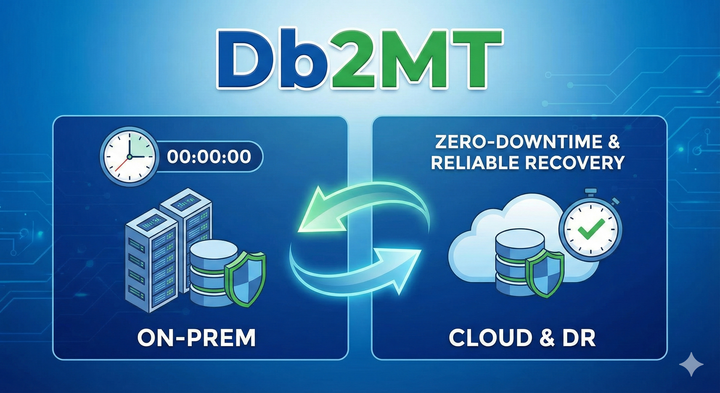 Db2MT
00:00:00
ZERO-DOWNTIME &
RELIABLE RECOVERY
ON-PREM
CLOUD & DR